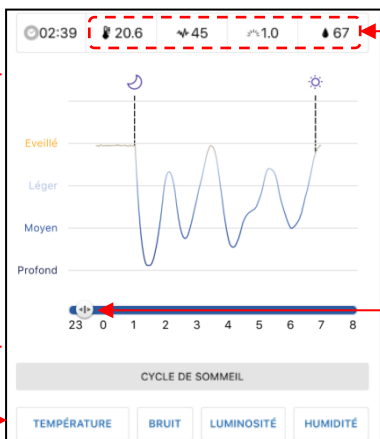 02:39 20.6 45 1.0 67
Eveillé
Léger
Moyen
Profond
23 0 1 2 3 4 5 6 7 8
CYCLE DE SOMMEIL
TEMPÉRATURE BRUIT LUMINOSITÉ HUMIDITÉ